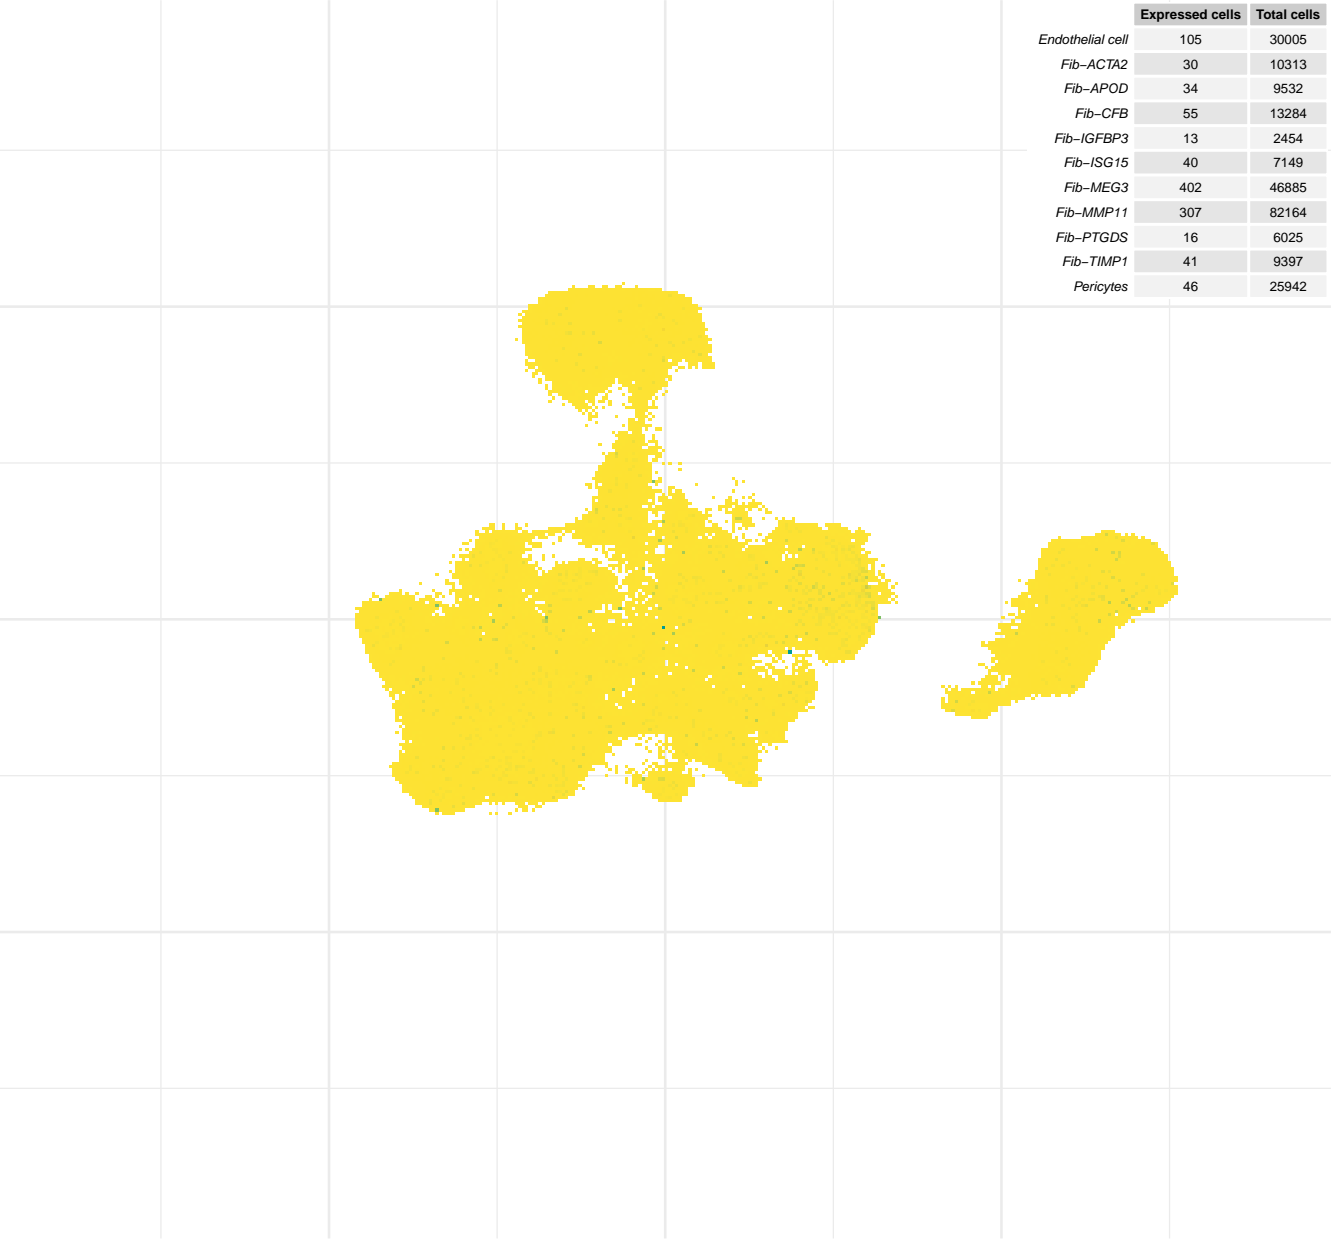 Expressed cells Total cells
Endothelial cell 105 30005
Fib−ACTA2 30 10313
Fib−APOD 34 9532
Fib−CFB 55 13284
Fib−IGFBP3 13 2454
Fib−ISG15 40 7149
Fib−MEG3 402 46885
Fib−MMP11 307 82164
Fib−PTGDS 16 6025
Fib−TIMP1 41 9397
Pericytes 46 25942